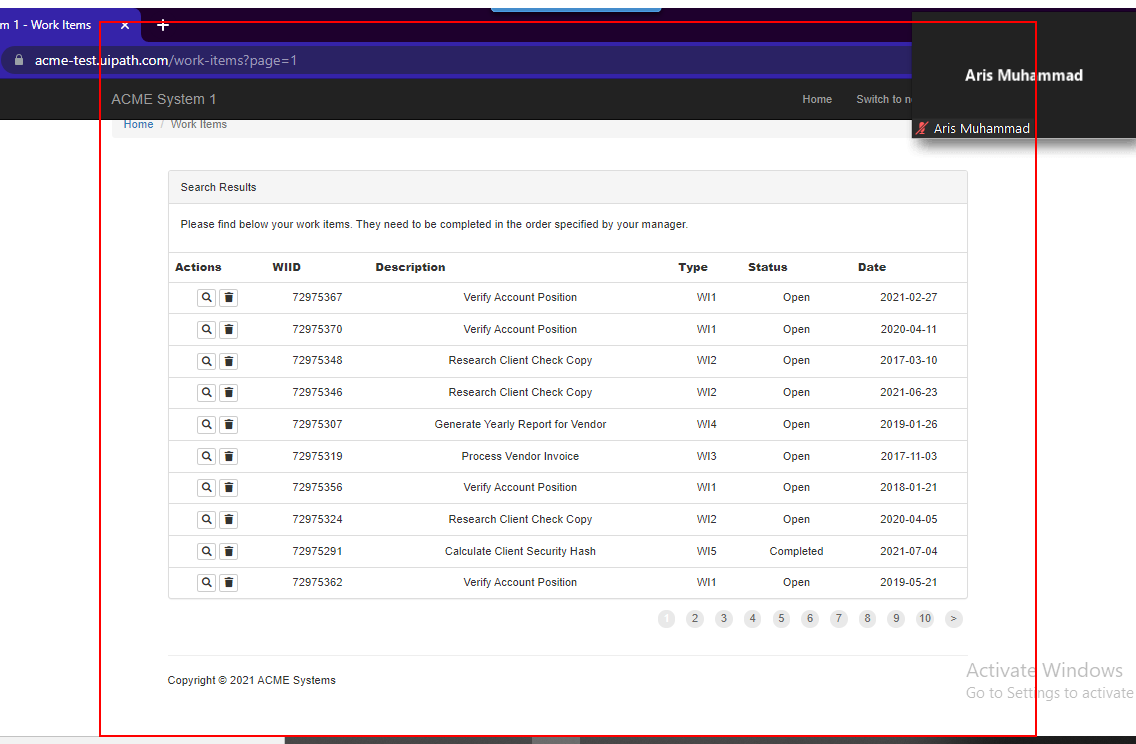 m 1 - Work Items × +
acme-test.uipath.com/work-items?page=1
Aris Muhammad
ACME System 1 Home Switch to
Aris Muhammad
Home / Work Items
Search Results
Please find below your work items. They need to be completed in the order specified by your manager.
Actions WIID Description Type Status Date
72975367 Verify Account Position WI1 Open 2021-02-27
72975370 Verify Account Position WI1 Open 2020-04-11
72975348 Research Client Check Copy WI2 Open 2017-03-10
72975346 Research Client Check Copy WI2 Open 2021-06-23
72975307 Generate Yearly Report for Vendor WI4 Open 2019-01-26
72975319 Process Vendor Invoice WI3 Open 2017-11-03
72975356 Verify Account Position WI1 Open 2018-01-21
72975324 Research Client Check Copy WI2 Open 2020-04-05
72975291 Calculate Client Security Hash WI5 Completed 2021-07-04
72975362 Verify Account Position WI1 Open 2019-05-21
1 2 3 4 5 6 7 8 9 10 >
Activate Windows
Go to Settings to activate
Copyright © 2021 ACME Systems